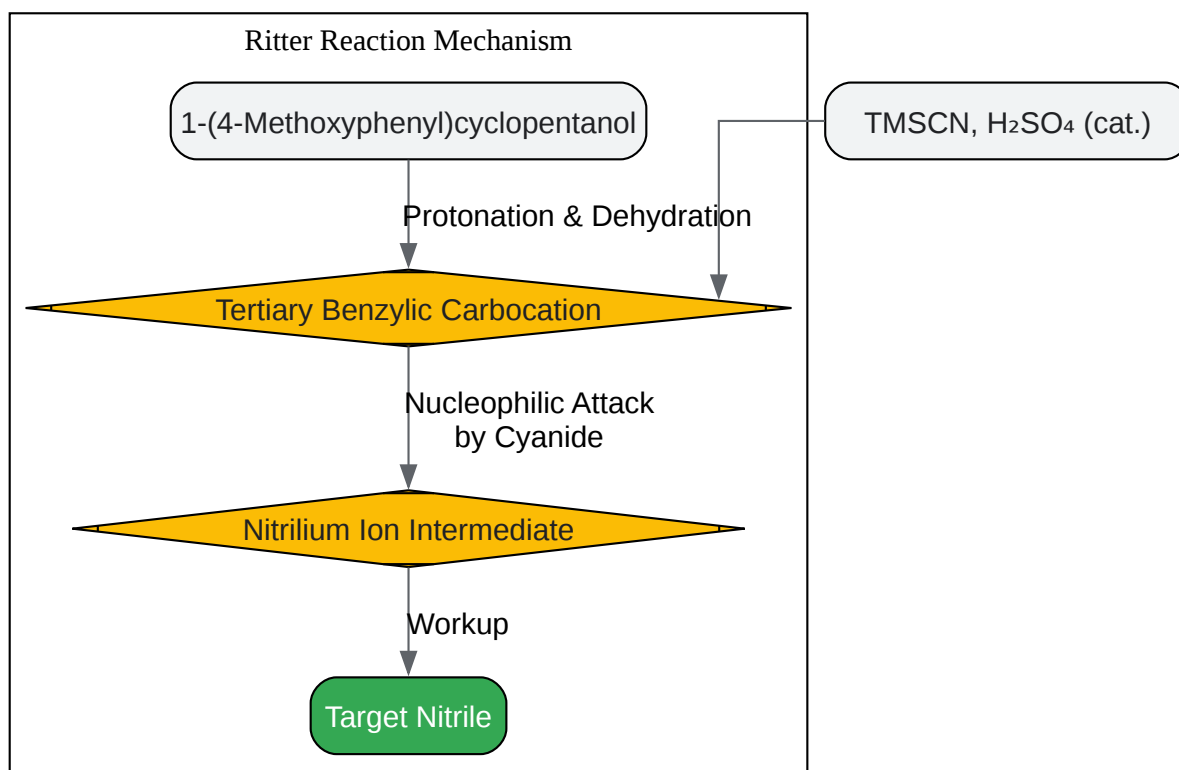 Ritter Reaction Mechanism
1-(4-Methoxyphenyl)cyclopentanol
TMSCN, H₂SO₄ (cat.)
Protonation & Dehydration
Tertiary Benzylic Carbocation
Nucleophilic Attack
by Cyanide
Nitrilium Ion Intermediate
Workup
Target Nitrile